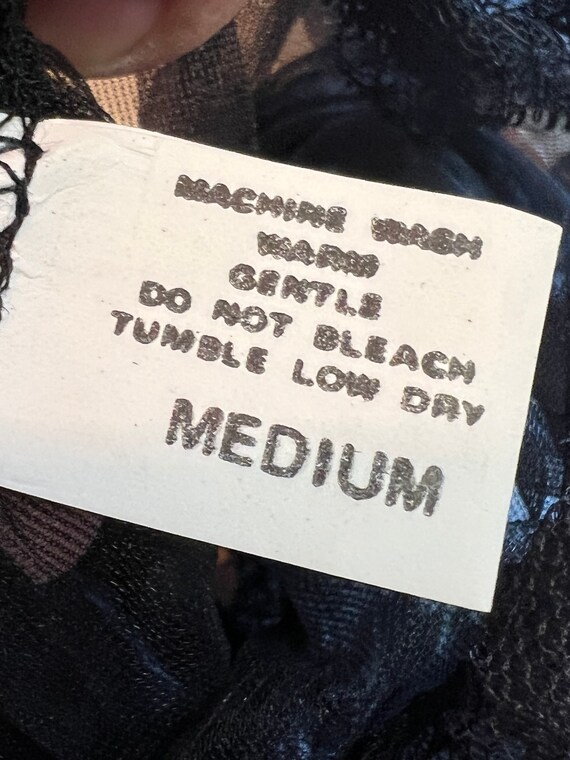 MACHINE WASH
WARM
GENTLE
DO NOT BLEACH
TUMBLE LOW DRY
MEDIUM